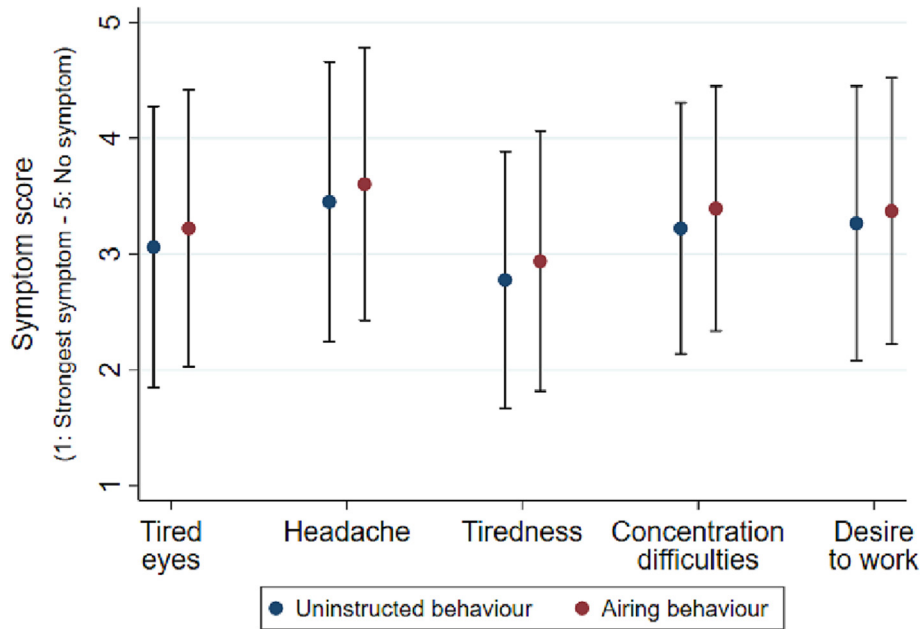 Symptom score
(1: Strongest symptom - 5: No symptom)
5
4
3
2
1
Tired
eyes
Headache
Tiredness
Concentration
difficulties
Desire
to work
Uninstructed behaviour
Airing behaviour